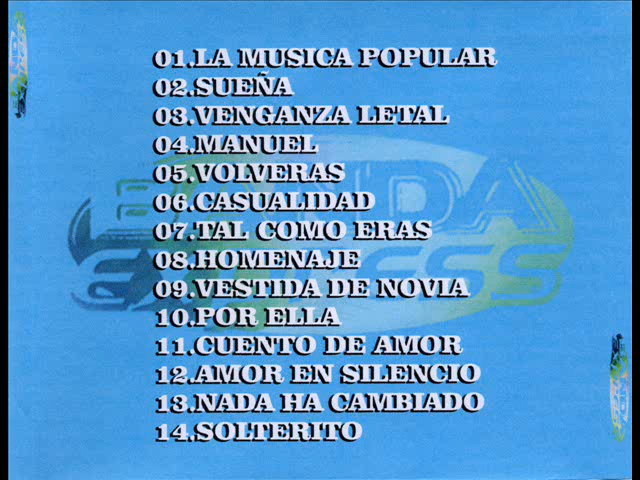 01.LA MUSICA POPULAR
02.SUEÑA
03.VENGANZA LETAL
04.MANUEL
05.VOLVERAS
06.CASUALIDAD
07.TAL COMO ERAS
08.HOMENAJE
09.VESTIDA DE NOVIA
10.POR ELLA
11.CUENTO DE AMOR
12.AMOR EN SILENCIO
13.NADA HA CAMBIADO
14.SOLTERITO